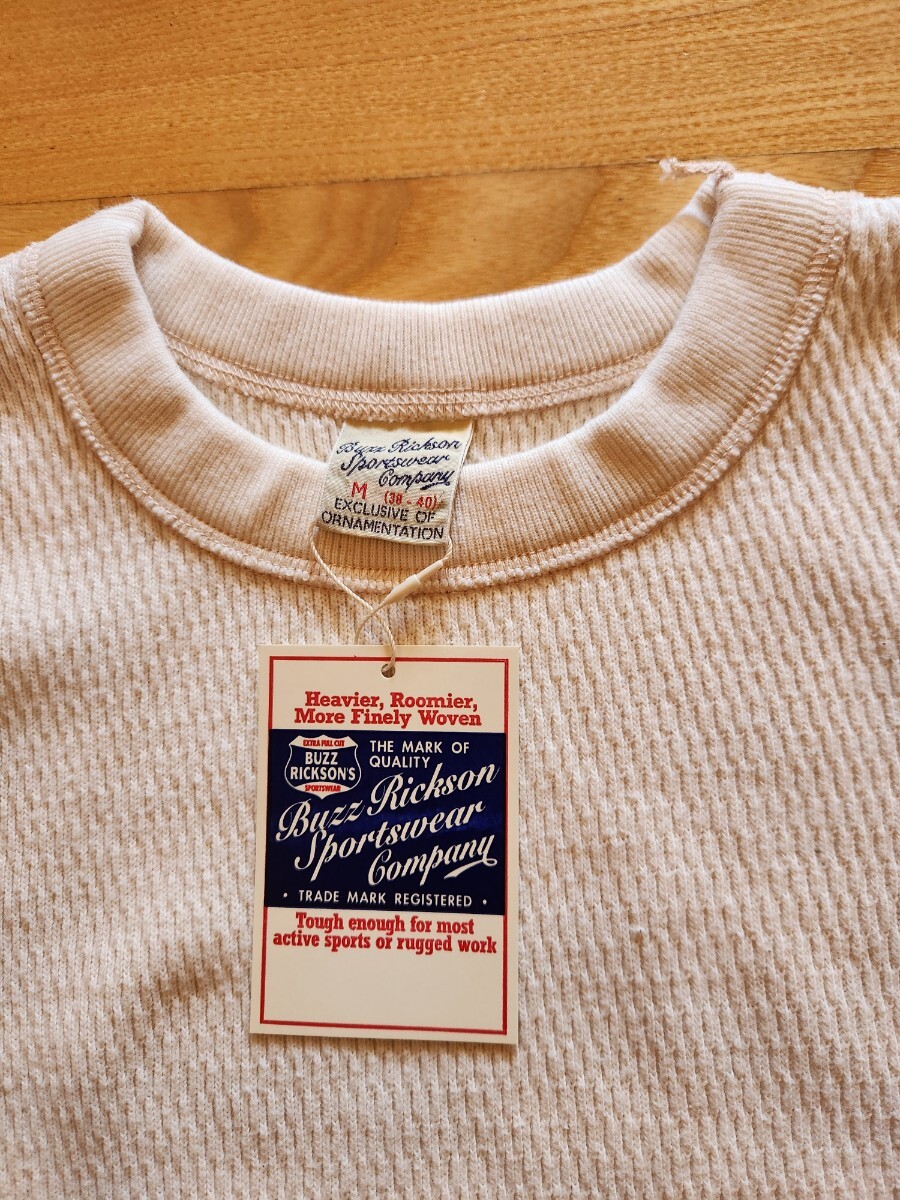 Buzz Rickson
Sportswear
Company
M (38 - 40)
EXCLUSIVE OF
ORNAMENTATION
Heavier, Roomier,
More Finely Woven
EXTRA FULL CUT
BUZZ
RICKSON'S
SPORTSWEAR
THE MARK OF
QUALITY
Buzz Rickson
Sportswear
Company
• TRADE MARK REGISTERED •
Tough enough for most
active sports or rugged work